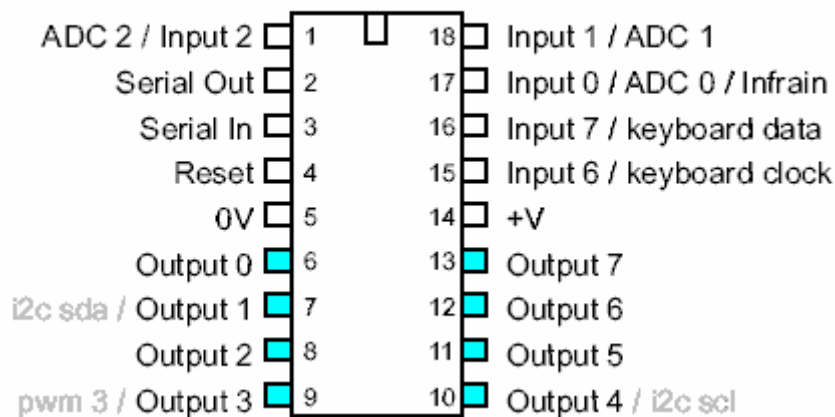 ADC 2 / Input 2 1 18 Input 1 / ADC 1
Serial Out 2 17 Input 0 / ADC 0 / Infrain
Serial In 3 16 Input 7 / keyboard data
Reset 4 15 Input 6 / keyboard clock
0V 5 14 +V
Output 0 6 13 Output 7
i2c sda / Output 1 7 12 Output 6
Output 2 8 11 Output 5
pwm 3 / Output 3 9 10 Output 4 / i2c scl